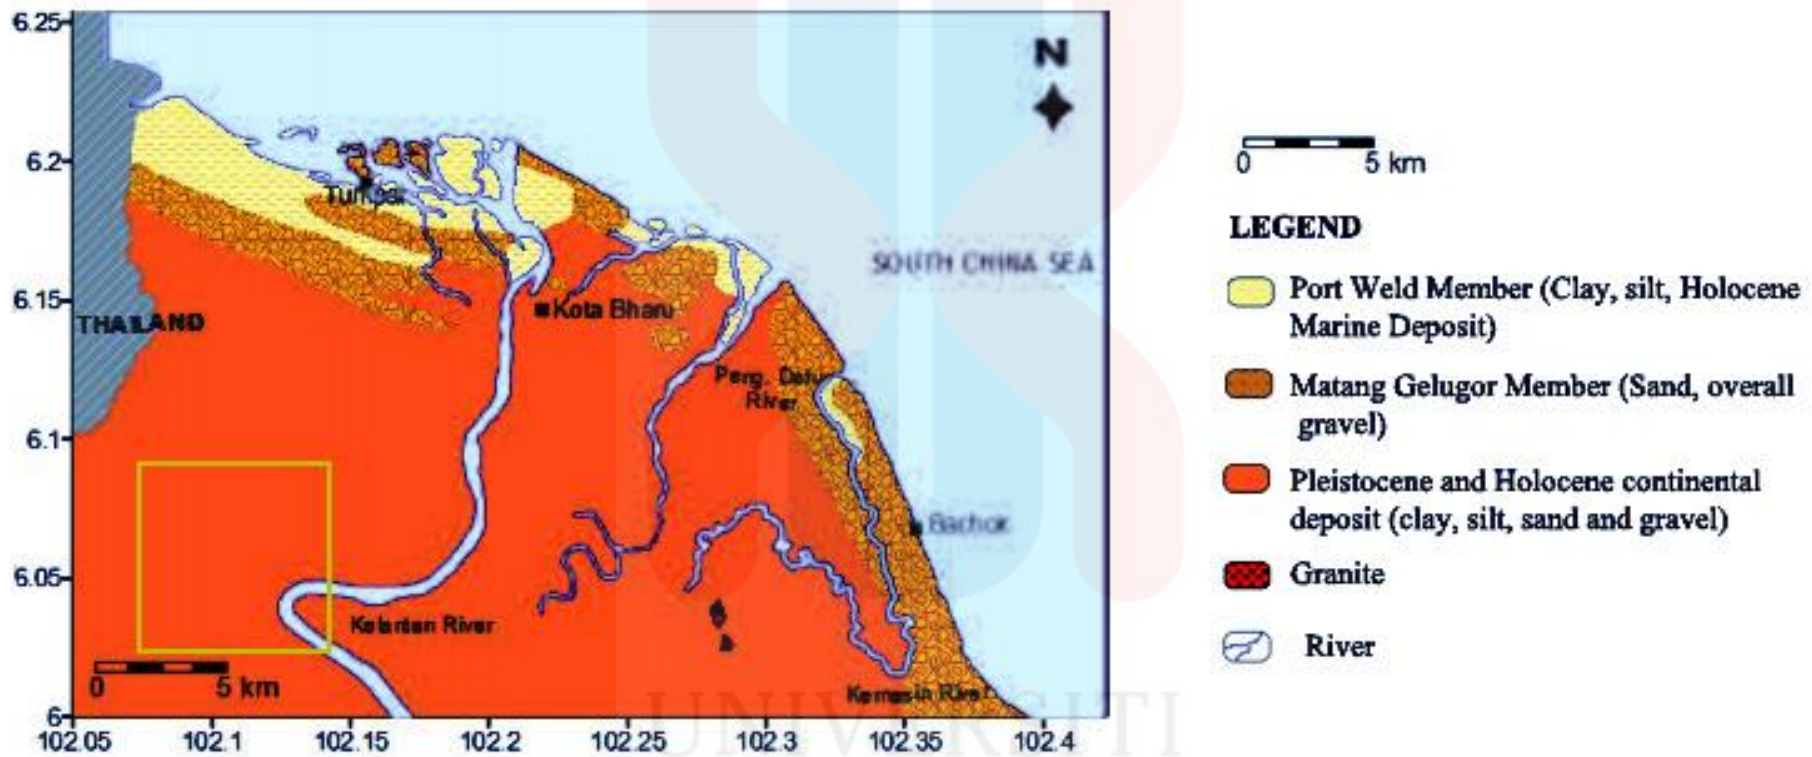 6.25
N
6.2
Tumpat
0 5 km
LEGEND
SOUTH CHINA SEA
Port Weld Member (Clay, silt, Holocene
Marine Deposit)
6.15
THAILAND
Kota Bharu
Peng. Datu
River
Matang Gelugor Member (Sand, overall
gravel)
6.1
Pleistocene and Holocene continental
deposit (clay, silt, sand and gravel)
Bachok
6.05
Granite
Kelantan River
River
0 5 km
Kemasin River
6
102.05 102.1 102.15 102.2 102.25 102.3 102.35 102.4
UNIVERSITI